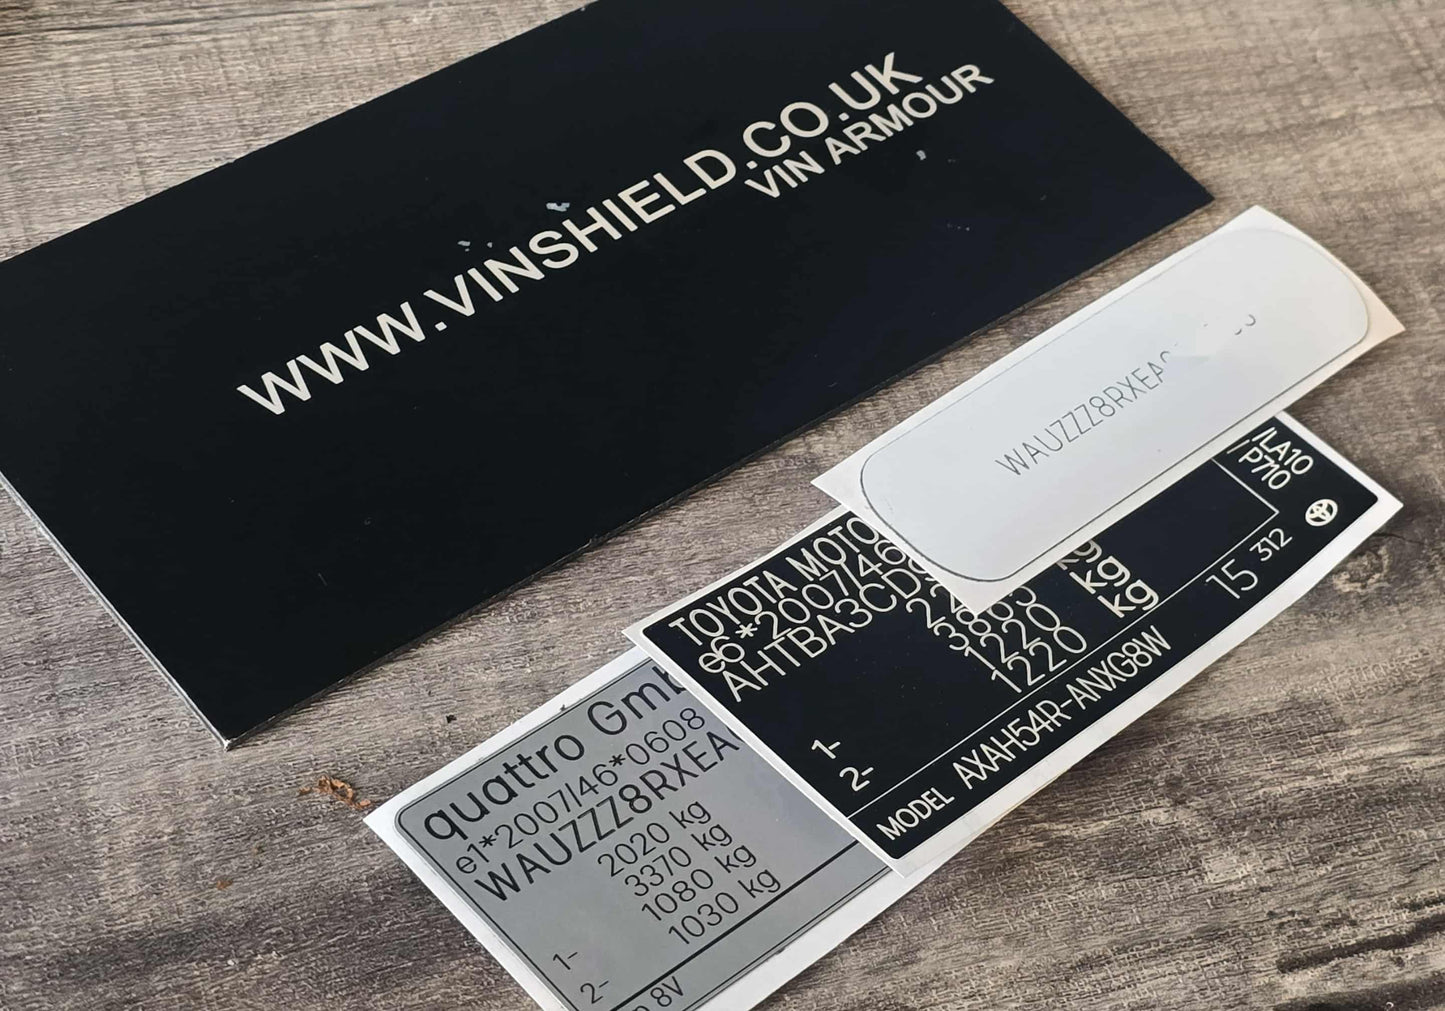 WWW.VINSHIELD.CO.UK
VIN ARMOUR
WAUZZZ8RXEA
/LA10
/P710
TOYOTA MOTO
e6*2007/46
AHTBA3CD
kg
1220 kg
1- 1220 kg
2-
15 312
MODEL AXAH54R-ANXG8W
quattro Gmb
e1*2007/46*0608
WAUZZZ8RXEA
2020 kg
3370 kg
1- 1080 kg
2- 1030 kg
8V